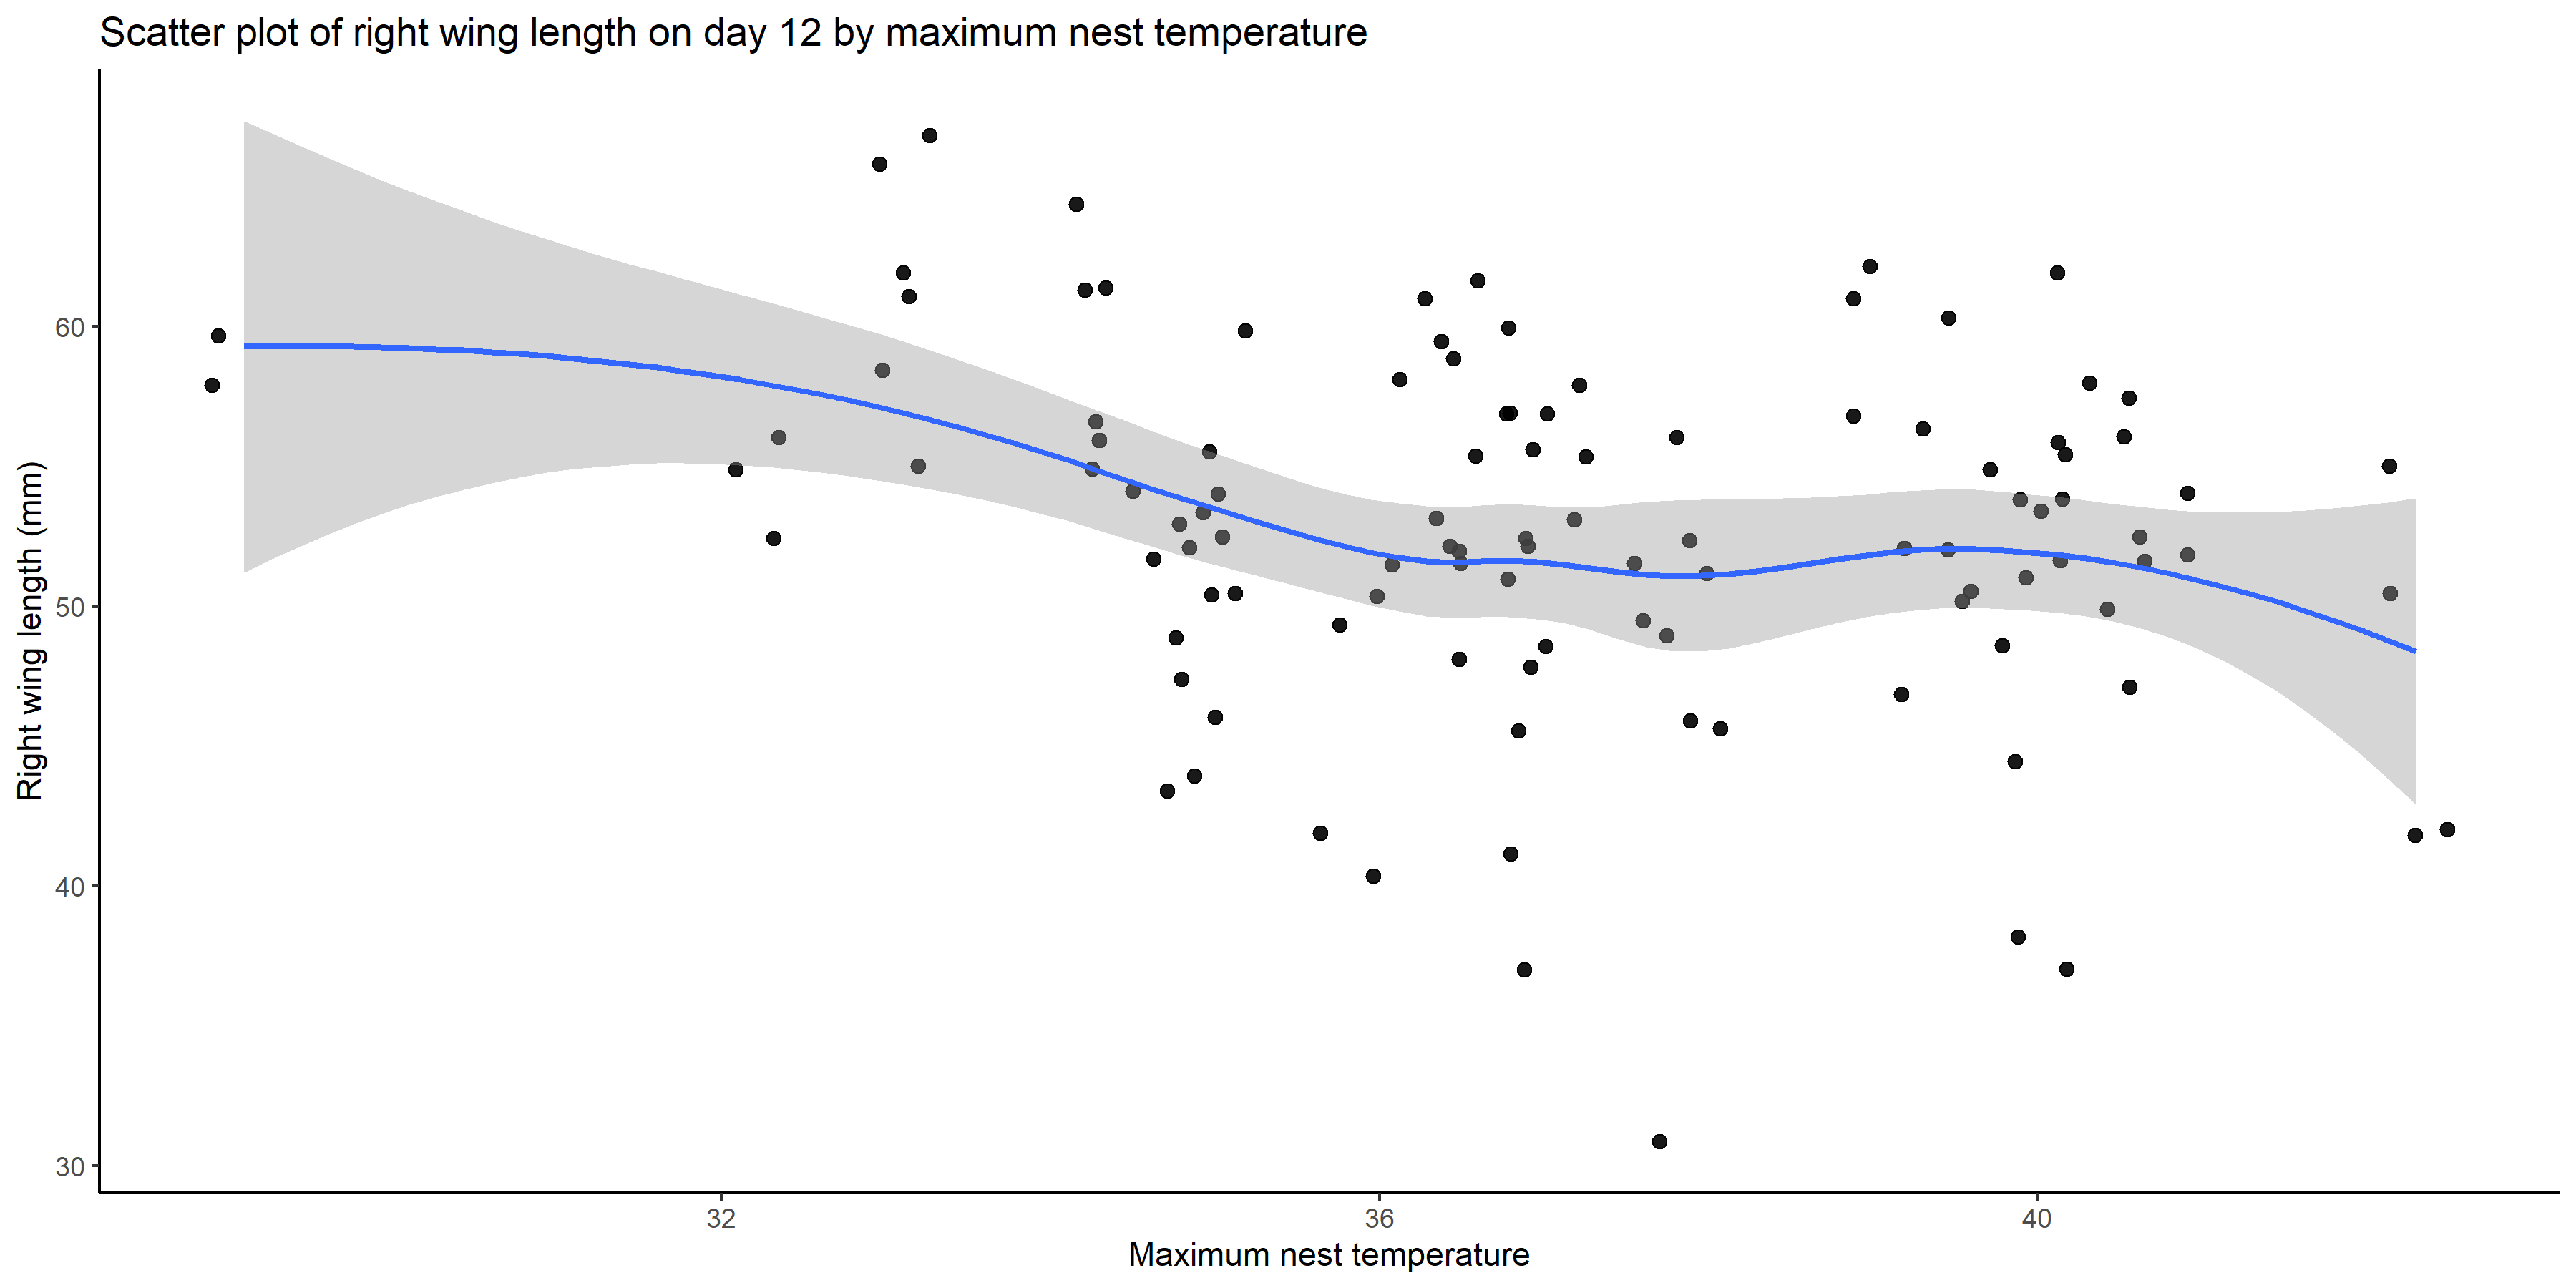 Scatter plot of right wing length on day 12 by maximum nest temperature
Right wing length (mm)
60
50
40
30
32
36
40
Maximum nest temperature